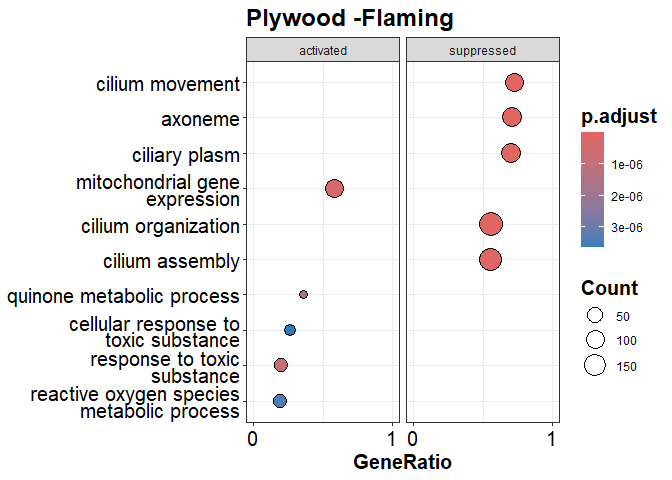 Plywood -Flaming
activated
suppressed
cilium movement
axoneme
ciliary plasm
mitochondrial gene
expression
cilium organization
cilium assembly
quinone metabolic process
cellular response to
toxic substance
response to toxic
substance
reactive oxygen species
metabolic process
0
1
0
1
GeneRatio
p.adjust
1e-06
2e-06
3e-06
Count
50
100
150